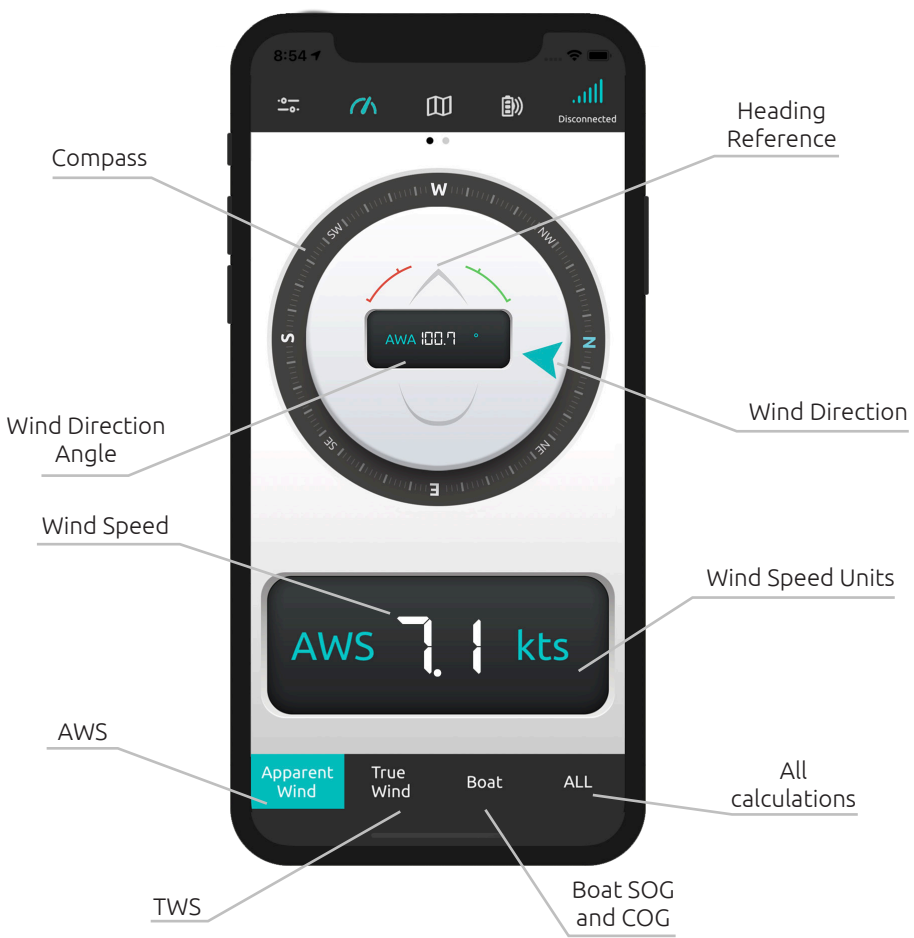 8:54
Disconnected
Heading
Reference
Compass
W
SW
NW
S
N
AWA 100.7 °
Wind Direction
Wind Direction
Angle
SE
NE
E
Wind Speed
Wind Speed Units
AWS 7.1 kts
AWS
Apparent
Wind
True
Wind
Boat
ALL
All
calculations
TWS
Boat SOG
and COG